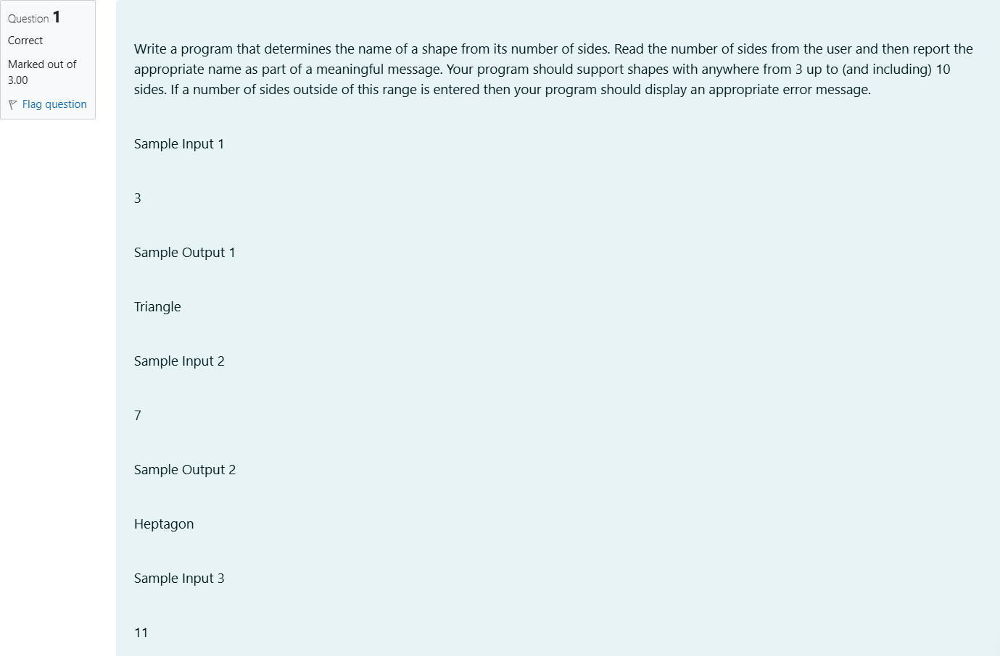 Question 1
Correct
Marked out of
3.00
Flag question
Write a program that determines the name of a shape from its number of sides. Read the number of sides from the user and then report the
appropriate name as part of a meaningful message. Your program should support shapes with anywhere from 3 up to (and including) 10
sides. If a number of sides outside of this range is entered then your program should display an appropriate error message.
Sample Input 1
3
Sample Output 1
Triangle
Sample Input 2
7
Sample Output 2
Heptagon
Sample Input 3
11